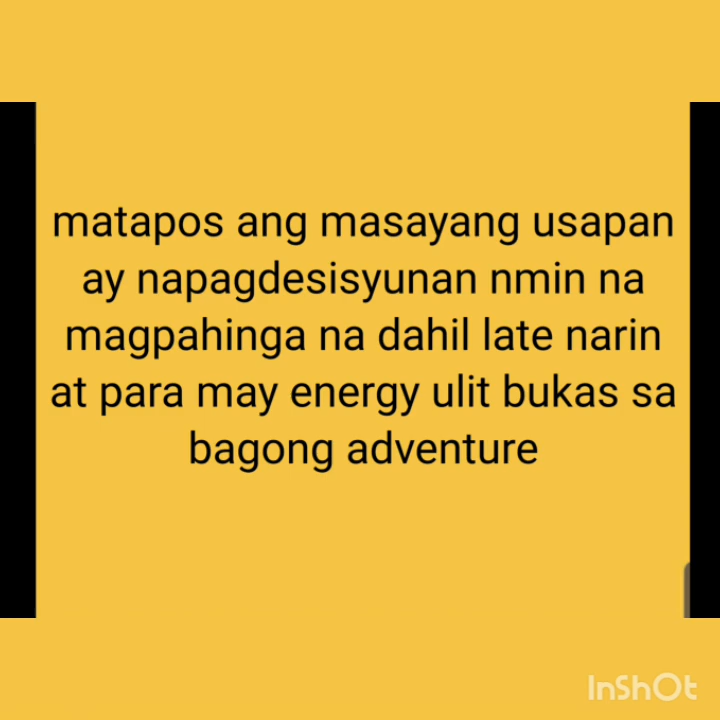 matapos ang masayang usapan
ay napagdesisyunan nmin na
magpahinga na dahil late narin
at para may energy ulit bukas sa
bagong adventure
InShOt